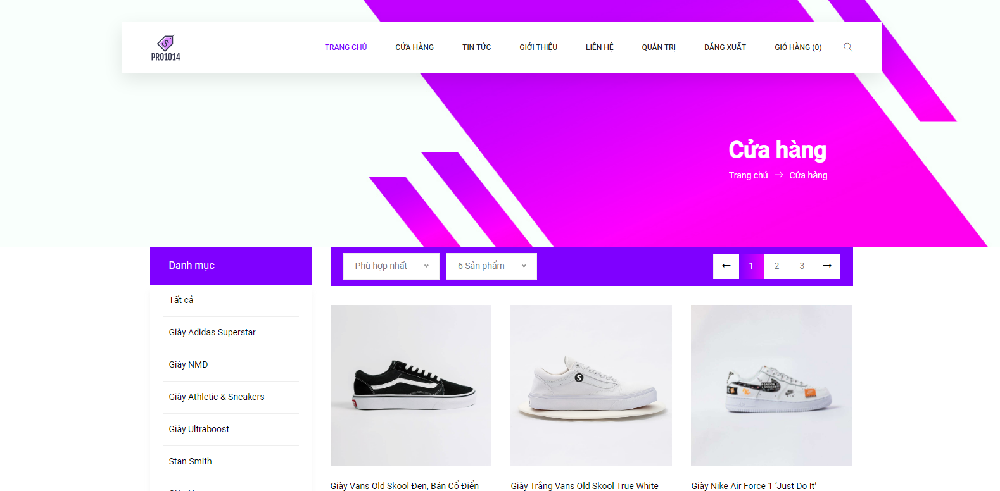 PRO1014
TRANG CHỦ CỬA HÀNG TIN TỨC GIỚI THIỆU LIÊN HỆ QUẢN TRỊ ĐĂNG XUẤT GIỎ HÀNG (0)
Cửa hàng
Trang chủ → Cửa hàng
Danh mục
Tất cả
Giày Adidas Superstar
Giày NMD
Giày Athletic & Sneakers
Giày Ultraboost
Stan Smith
Phù hợp nhất 6 Sản phẩm
1 2 3
Giày Vans Old Skool Đen, Bản Cổ Điển
Giày Trắng Vans Old Skool True White
Giày Nike Air Force 1 ‘Just Do It’